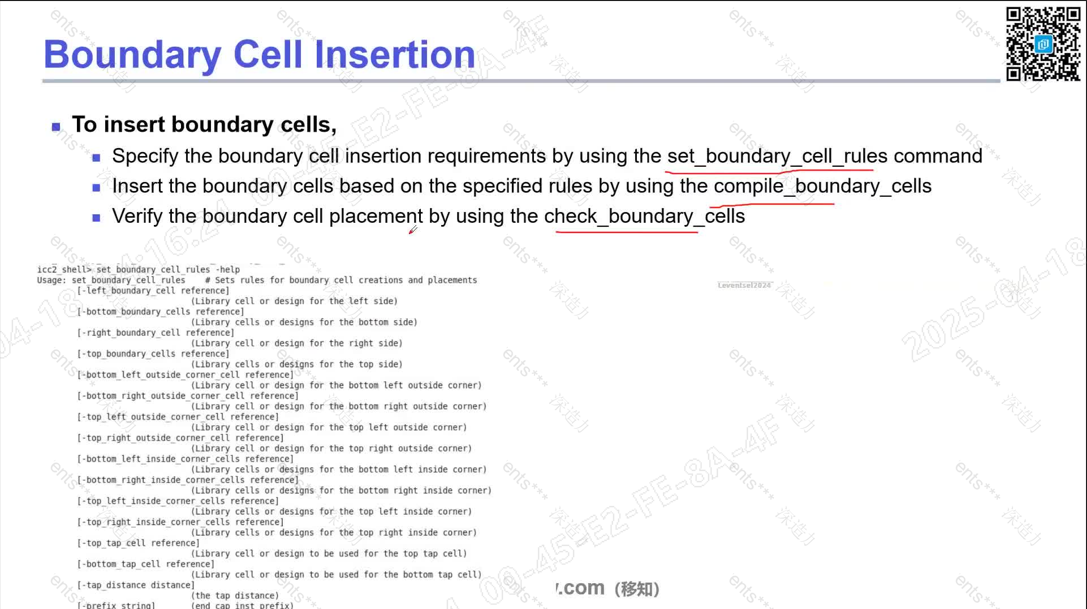 Boundary Cell Insertion
To insert boundary cells,
Specify the boundary cell insertion requirements by using the set_boundary_cell_rules command
Insert the boundary cells based on the specified rules by using the compile_boundary_cells
Verify the boundary cell placement by using the check_boundary_cells
icc2_shell> set_boundary_cell_rules -help
Usage: set_boundary_cell_rules    # Sets rules for boundary cell creations and placements
Leventsel2024
[-left_boundary_cell reference]
(Library cell or design for the left side)
[-bottom_boundary_cells reference]
(Library cells or designs for the bottom side)
[-right_boundary_cell reference]
(Library cell or design for the right side)
[-top_boundary_cells reference]
(Library cells or designs for the top side)
[-bottom_left_outside_corner_cell reference]
(Library cell or design for the bottom left outside corner)
[-bottom_right_outside_corner_cell reference]
(Library cell or design for the bottom right outside corner)
[-top_left_outside_corner_cell reference]
(Library cell or design for the top left outside corner)
[-top_right_outside_corner_cell reference]
(Library cell or design for the top right outside corner)
[-bottom_left_inside_corner_cells reference]
(Library cells or designs for the bottom left inside corner)
[-bottom_right_inside_corner_cells reference]
(Library cells or designs for the bottom right inside corner)
[-top_left_inside_corner_cells reference]
(Library cells or designs for the top left inside corner)
[-top_right_inside_corner_cells reference]
(Library cells or designs for the top right inside corner)
[-top_tap_cell reference]
(Library cell or design to be used for the top tap cell)
[-bottom_tap_cell reference]
(Library cell or design to be used for the bottom tap cell)
[-tap_distance distance]
(the tap distance)
[-prefix string]    (end cap inst prefix)
.com（移知）